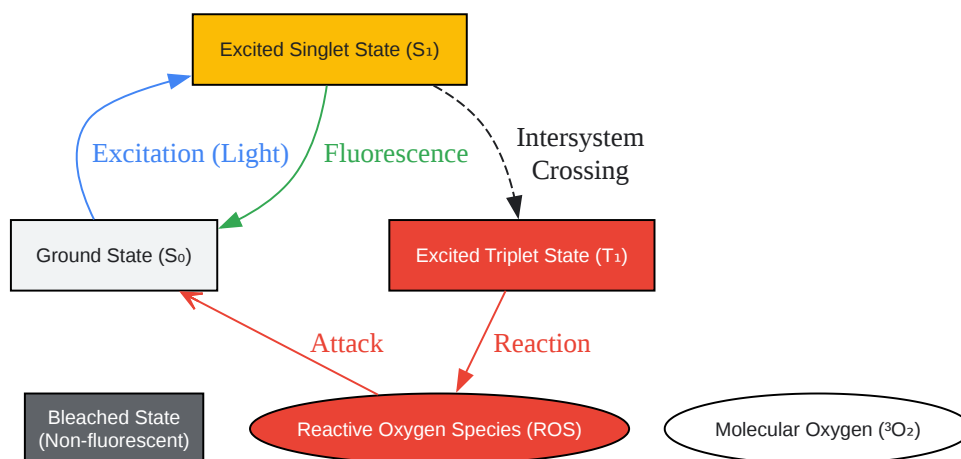 Excited Singlet State (S₁)
Excitation (Light)
Fluorescence
Intersystem
Crossing
Ground State (S₀)
Excited Triplet State (T₁)
Attack
Reaction
Bleached State
(Non-fluorescent)
Reactive Oxygen Species (ROS)
Molecular Oxygen (³O₂)